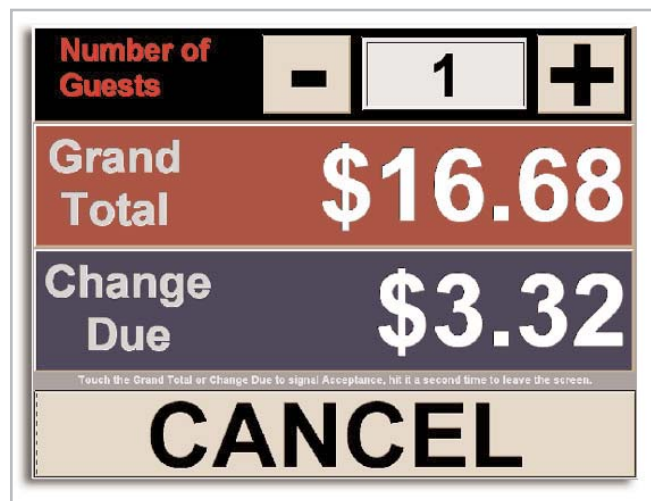 Number of
Guests
- 1 +
Grand
Total
$16.68
Change
Due
$3.32
Touch the Grand Total or Change Due to signal Acceptance, hit it a second time to leave the screen.
CANCEL